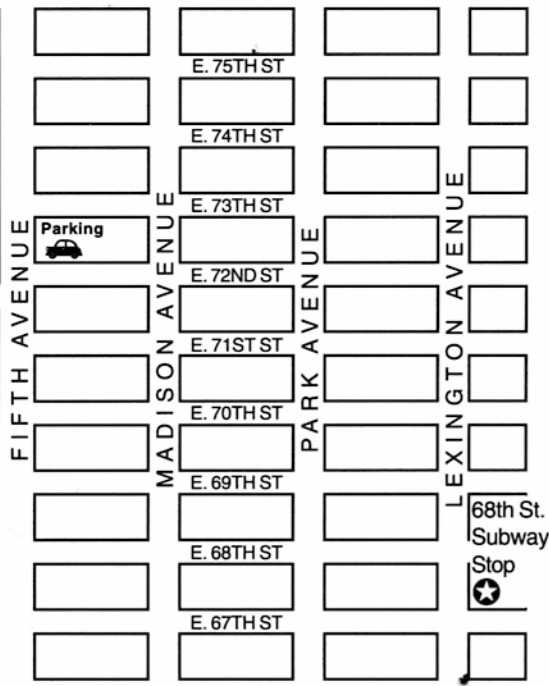 E. 75TH ST
E. 74TH ST
E. 73TH ST
Parking
E. 72ND ST
E. 71ST ST
E. 70TH ST
E. 69TH ST
E. 68TH ST
E. 67TH ST
FIFTH AVENUE
MADISON AVENUE
PARK AVENUE
LEXINGTON AVENUE
68th St.
Subway
Stop